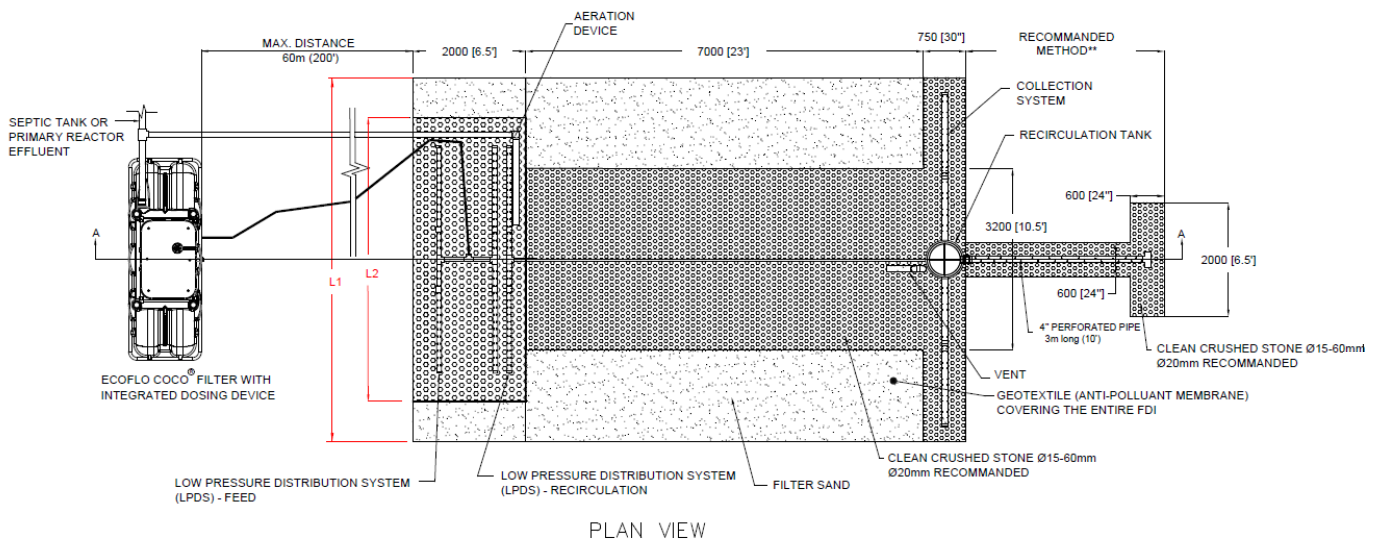 AERATION
DEVICE
MAX. DISTANCE
60m (200')
2000 [6.5']
7000 [23']
750 [30"]
RECOMMANDED
METHOD**
COLLECTION
SYSTEM
RECIRCULATION TANK
SEPTIC TANK OR
PRIMARY REACTOR
EFFLUENT
600 [24"]
3200 [10.5']
2000 [6.5']
A
A
L1
L2
600 [24"]
4" PERFORATED PIPE
3m long (10')
CLEAN CRUSHED STONE Ø15-60mm
Ø20mm RECOMMANDED
VENT
ECOFLO COCO® FILTER WITH
INTEGRATED DOSING DEVICE
GEOTEXTILE (ANTI-POLLUANT MEMBRANE)
COVERING THE ENTIRE FDI
CLEAN CRUSHED STONE Ø15-60mm
Ø20mm RECOMMANDED
LOW PRESSURE DISTRIBUTION SYSTEM
(LPDS) - FEED
LOW PRESSURE DISTRIBUTION SYSTEM
(LPDS) - RECIRCULATION
FILTER SAND
PLAN VIEW